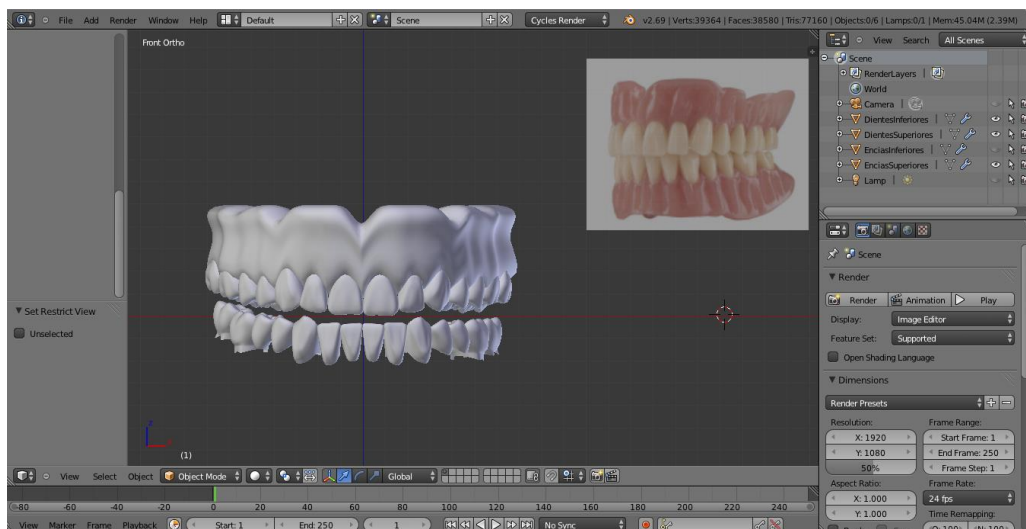 File Add Render Window Help Default Scene Cycles Render v2.69 | Verts:39364 | Faces:38580 | Tris:77160 | Objects:0/6 | Lamps:0/1 | Mem:45.04M (2.39M)
Front Ortho
View Search All Scenes
Scene
RenderLayers |
World
Camera |
DientesInferiores |
DientesSuperiores |
EnciasInferiores |
EnciasSuperiores |
Lamp |
Scene
Render
Render Animation Play
Display: Image Editor
Feature Set: Supported
Open Shading Language
Dimensions
Render Presets
Resolution: Frame Range:
X: 1920 Start Frame: 1
Y: 1080 End Frame: 250
50% Frame Step: 1
Aspect Ratio: Frame Rate:
X: 1.000 24 fps
Y: 1.000 Time Remapping:
Set Restrict View
Unselected
Z
(1)
View Select Object Object Mode Global
-80 -60 -40 -20 0 20 40 60 80 100 120 140 160 180 200 220 240
View Marker Frame Playback Start: 1 End: 250 1 No Sync